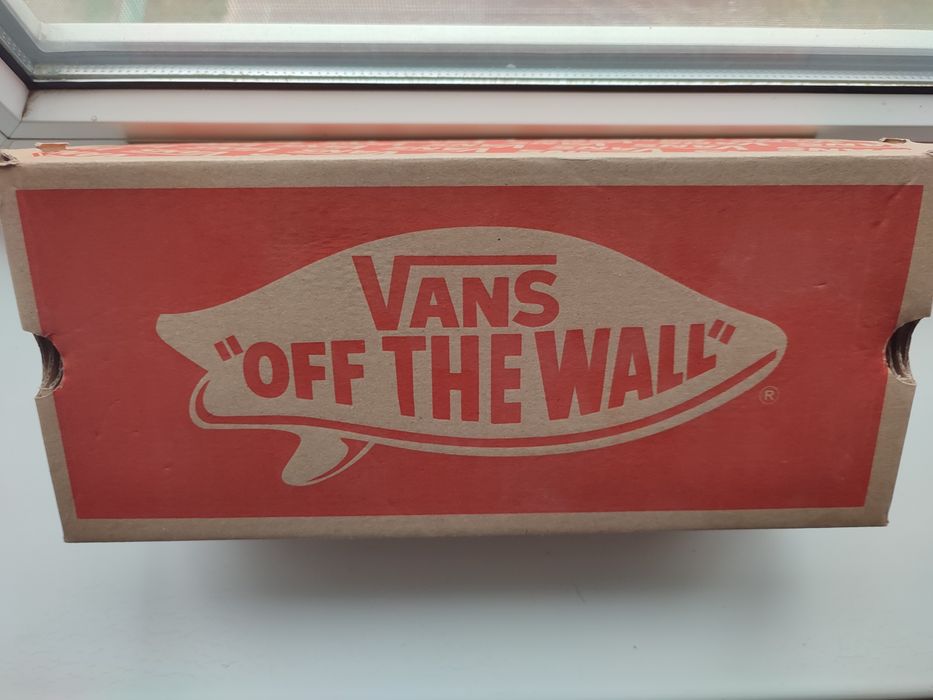 VANS
"OFF THE WALL"
®